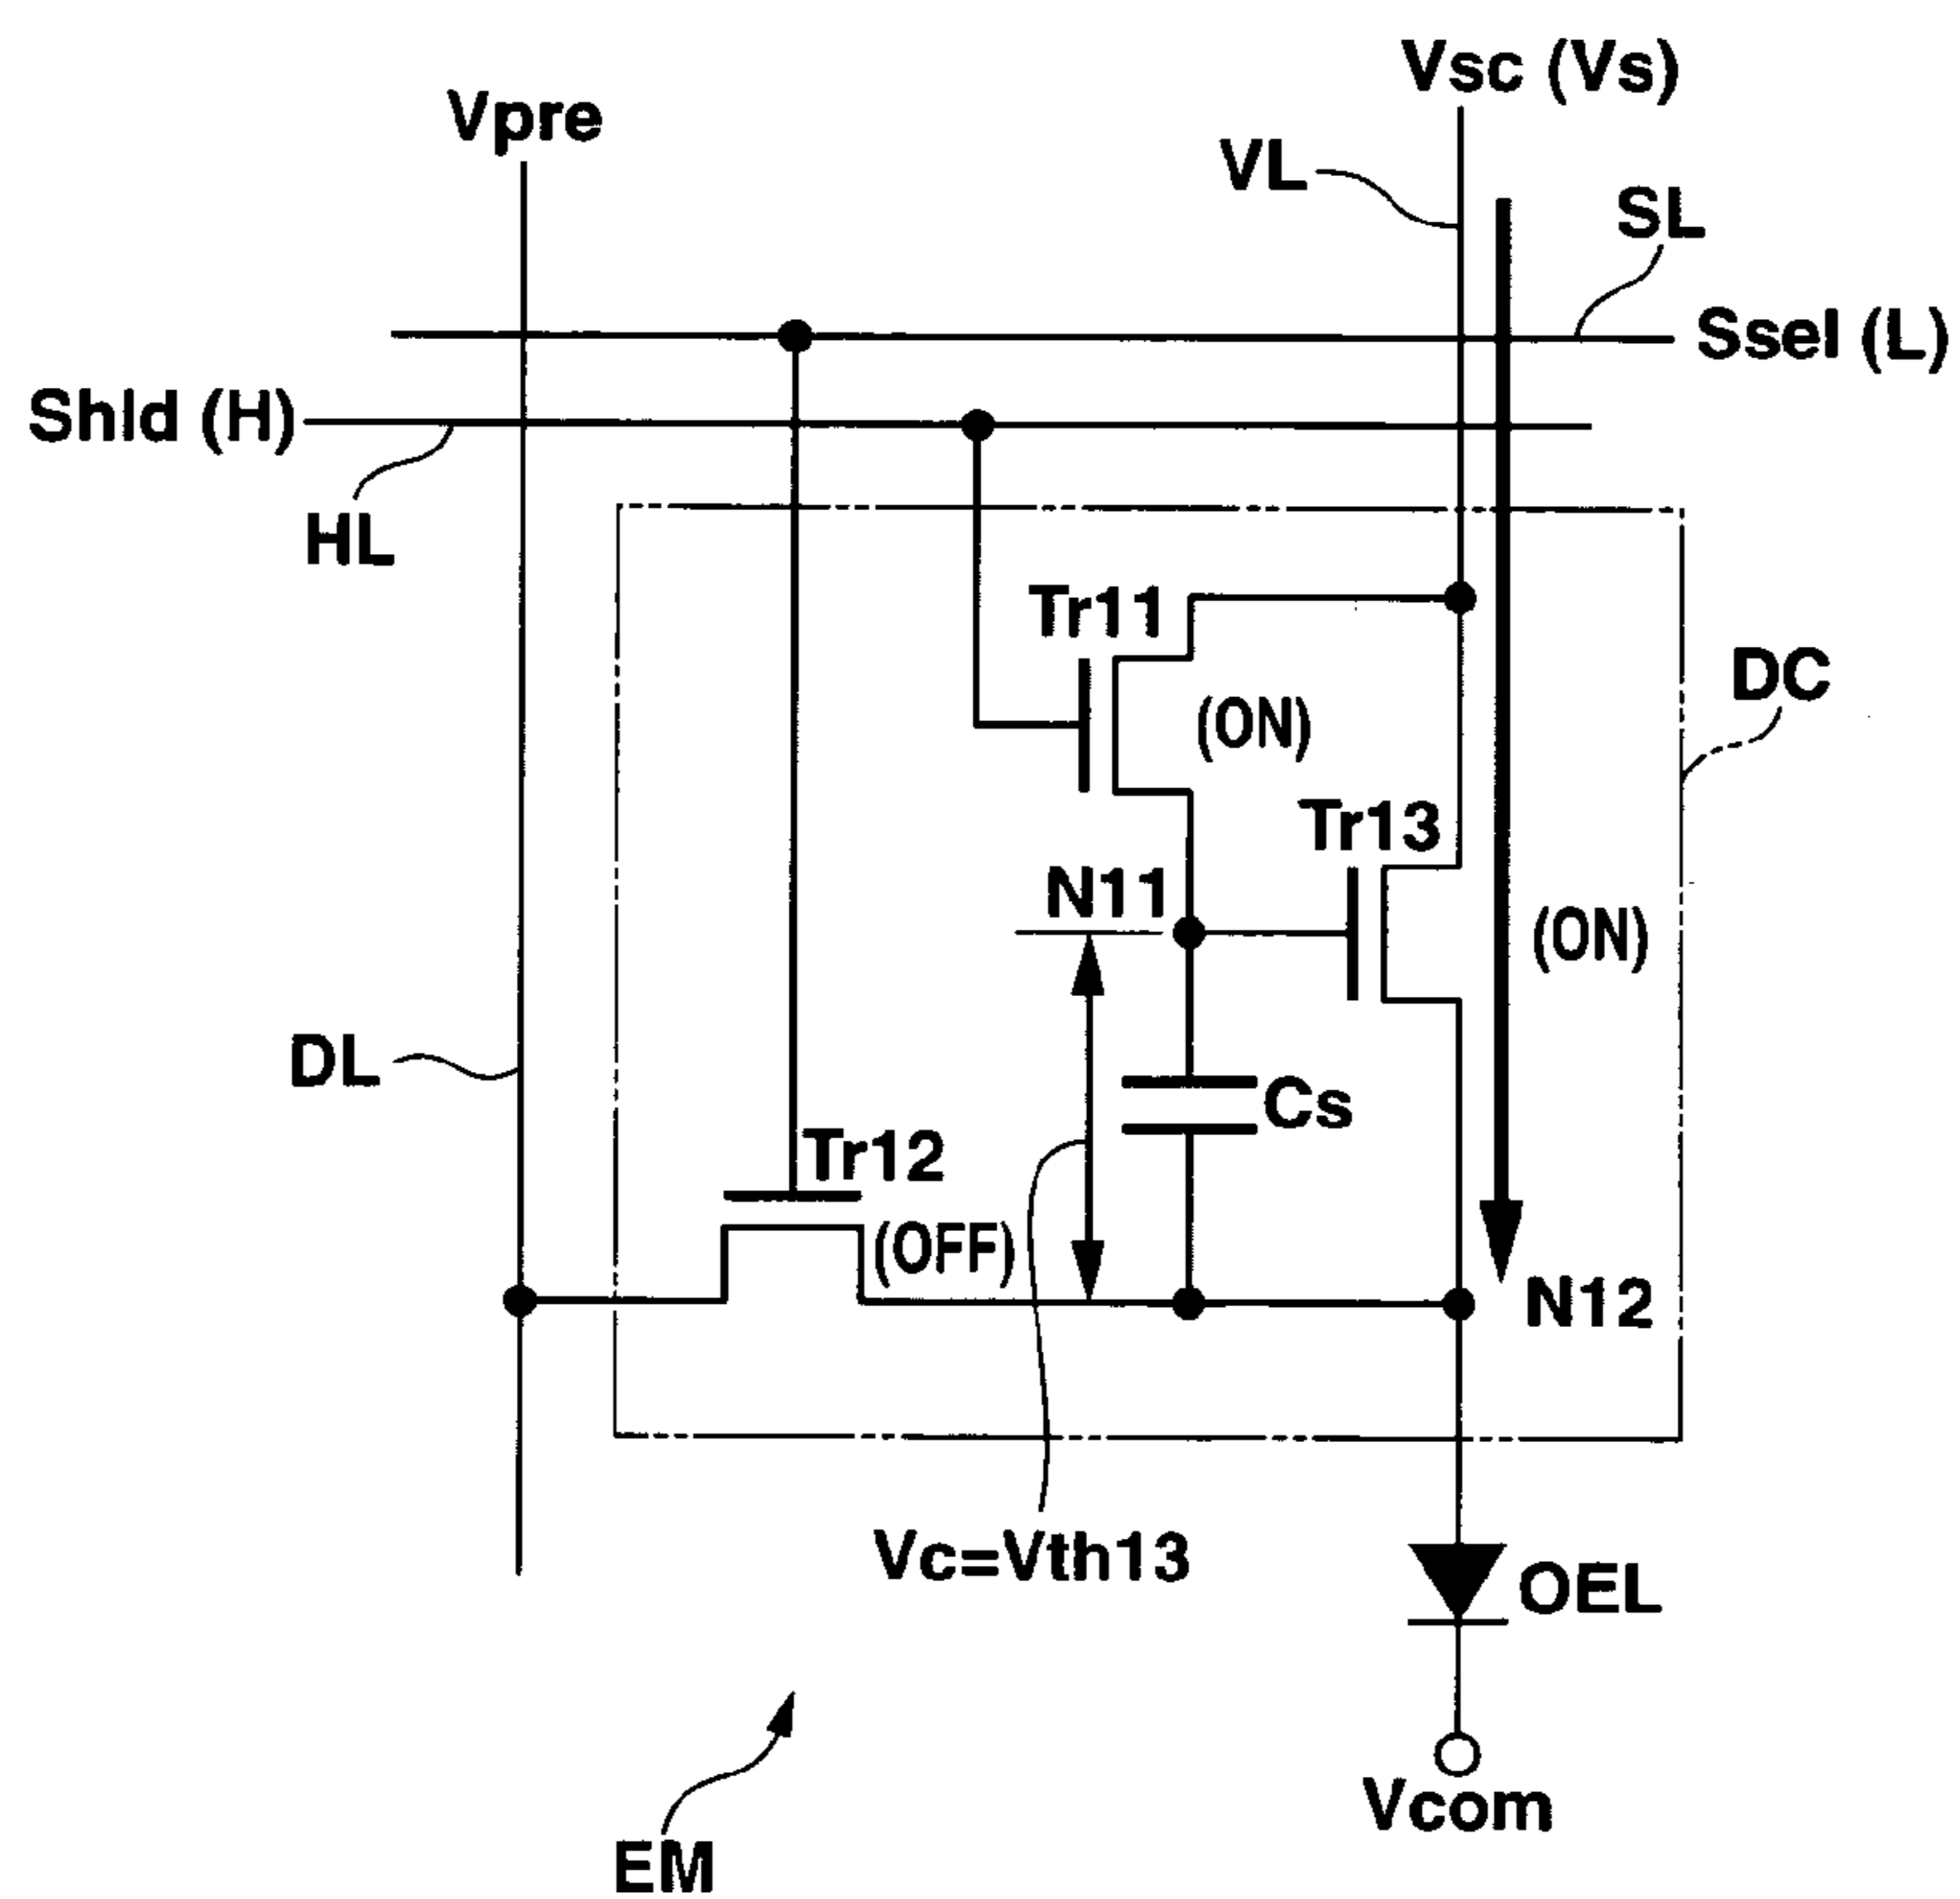 Vsc (Vs)
Vpre
VL
SL
Ssel (L)
Shld (H)
HL
Tr11
DC
(ON)
Tr13
N11
(ON)
DL
Cs
Tr12
(OFF)
N12
Vc=Vth13
OEL
Vcom
EM